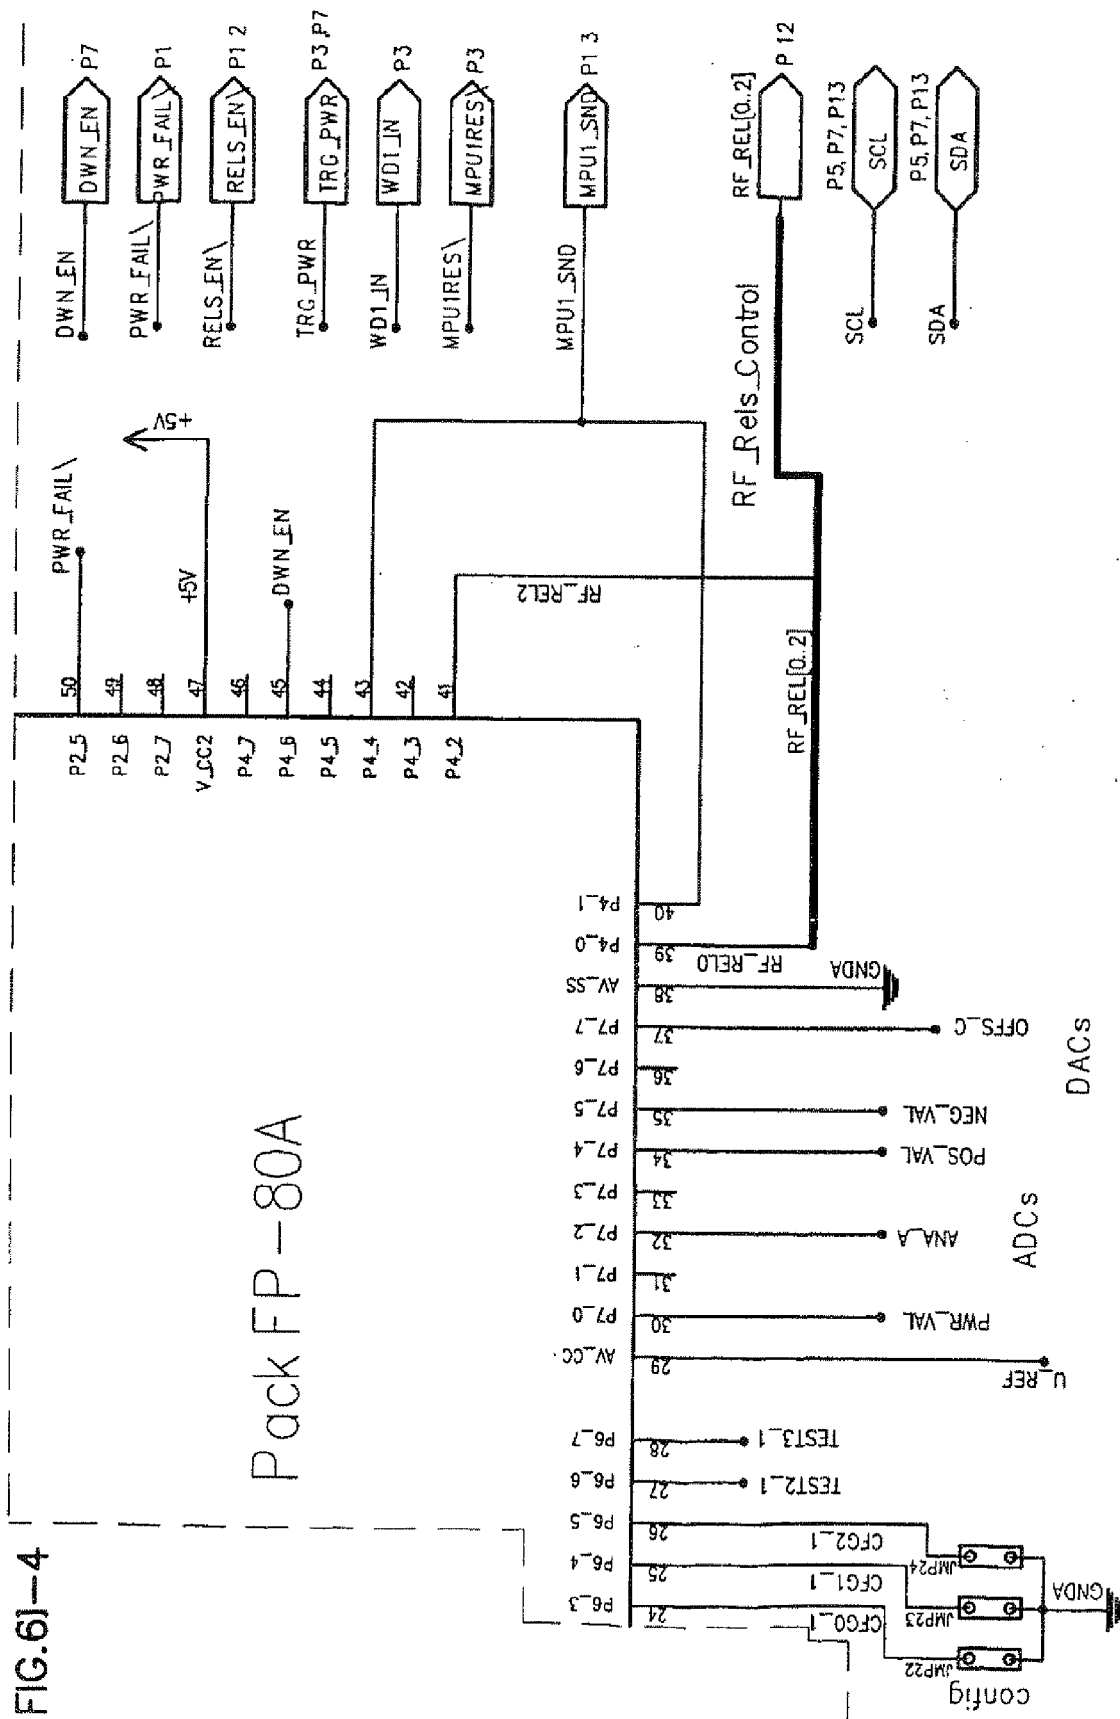 FIG.6I-4
Pack FP-80A
P2_5 50 PWR_FAIL\
P2_6 49
P2_7 48
V_CC2 47 +5V +5V
P4_7 46
P4_6 45 DWN_EN
P4_5 44
P4_4 43
P4_3 42
P4_2 41 RF_REL2
P4_1 40
P4_0 39 RF_REL0
AV_SS 38 GNDA
P7_7 37 OFFS_C
P7_6 36
P7_5 35 NEG_VAL
P7_4 34 POS_VAL
P7_3 33
P7_2 32 ANA_A
P7_1 31
P7_0 30 PWR_VAL
AV_CC 29 U_REF
P6_7 28 TEST3_1
P6_6 27 TEST2_1
P6_5 26 CFG2_1
P6_4 25 CFG1_1
P6_3 24 CFG0_1
JMP24
JMP23
JMP22
config
GNDA
ADCs
DACs
RF_REL[0..2]
RF_Rels_Control
DWN_EN DWN_EN P7
PWR_FAIL\ PWR_FAIL\ P1
RELS_EN\ RELS_EN\ P12
TRG_PWR TRG_PWR P3,P7
WD1_IN WD1_IN P3
MPU1RES\ MPU1RES\ P3
MPU1_SND MPU1_SND P13
RF_REL[0..2] P12
SCL SCL P5,P7,P13
SDA SDA P5,P7,P13